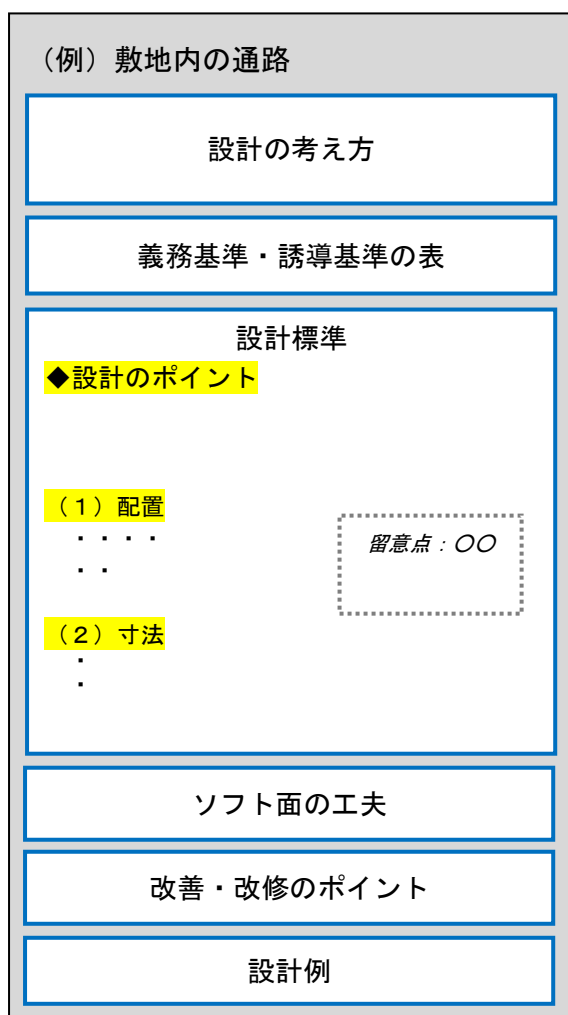 （例）敷地内の通路
設計の考え方
義務基準・誘導基準の表
設計標準
◆設計のポイント
（１）配置
・・・・
・・
留意点：〇〇
（２）寸法
・
・
ソフト面の工夫
改善・改修のポイント
設計例